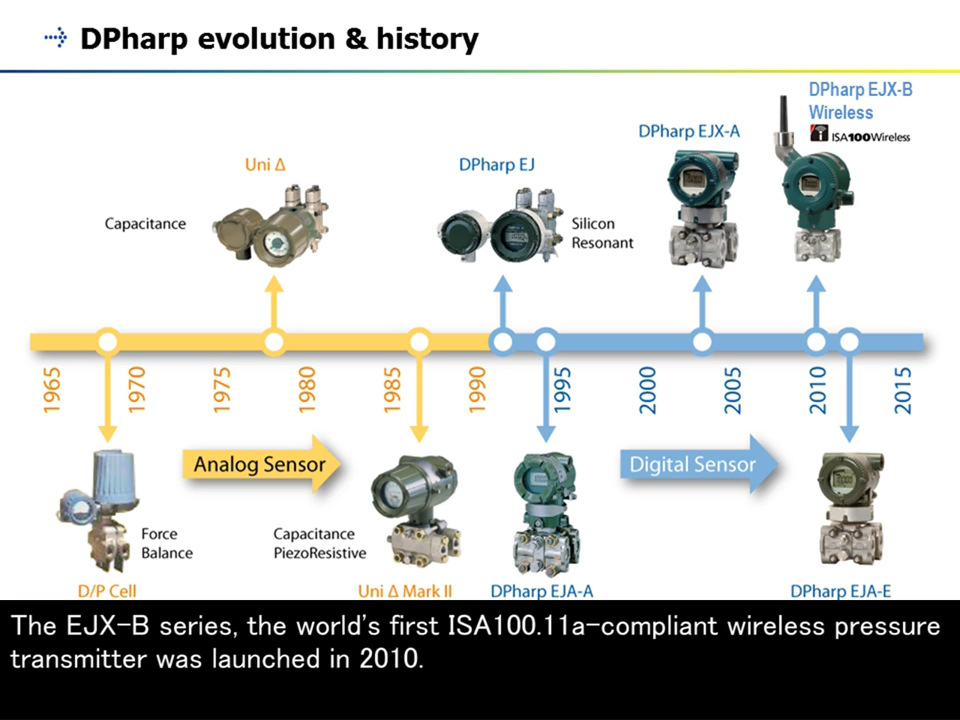 DPharp evolution & history
DPharp EJX-B
Wireless
ISA100Wireless
DPharp EJX-A
Uni Δ
DPharp EJ
Capacitance
Silicon
Resonant
1965
1970
1975
1980
1985
1990
1995
2000
2005
2010
2015
Analog Sensor
Digital Sensor
Force
Balance
Capacitance
PiezoResistive
D/P Cell
Uni Δ Mark II
DPharp EJA-A
DPharp EJA-E
The EJX-B series, the world's first ISA100.11a-compliant wireless pressure
transmitter was launched in 2010.